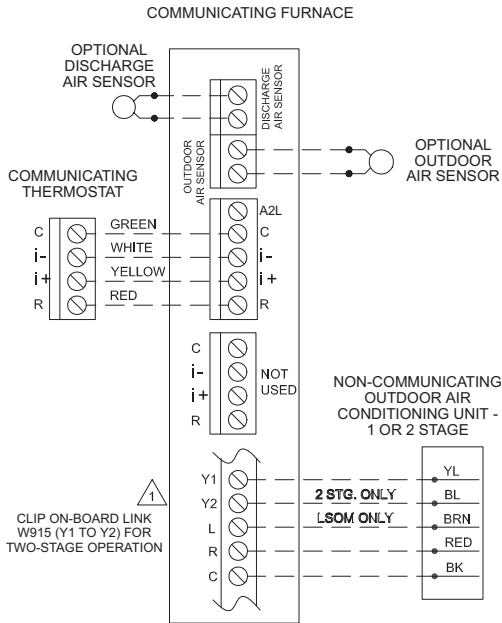 COMMUNICATING FURNACE
OPTIONAL
DISCHARGE
AIR SENSOR
DISCHARGE
AIR SENSOR
OUTDOOR
AIR SENSOR
OPTIONAL
OUTDOOR
AIR SENSOR
COMMUNICATING
THERMOSTAT
A2L
C GREEN C
i- WHITE i-
i+ YELLOW i+
R RED R
C
i-
i+
R
NOT
USED
NON-COMMUNICATING
OUTDOOR AIR
CONDITIONING UNIT -
1 OR 2 STAGE
1
CLIP ON-BOARD LINK
W915 (Y1 TO Y2) FOR
TWO-STAGE OPERATION
Y1 YL
Y2 2 STG. ONLY BL
L LSOM ONLY BRN
R RED
C BK